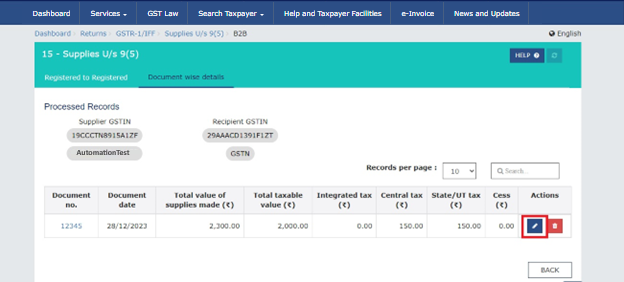 Dashboard Services GST Law Search Taxpayer Help and Taxpayer Facilities e-Invoice News and Updates
Dashboard Returns GSTR-1/IFF Supplies U/s 9(5) B2B English
15 - Supplies U/s 9(5) HELP
Registered to Registered Document wise details
Processed Records
Supplier GSTIN Recipient GSTIN
19CCCTN8915A1ZF 29AAACD1391F1ZT
AutomationTest GSTN
Records per page : 10 Search...
Document no. Document date Total value of supplies made (₹) Total taxable value (₹) Integrated tax (₹) Central tax (₹) State/UT tax (₹) Cess (₹) Actions
12345 28/12/2023 2,300.00 2,000.00 0.00 150.00 150.00 0.00
BACK